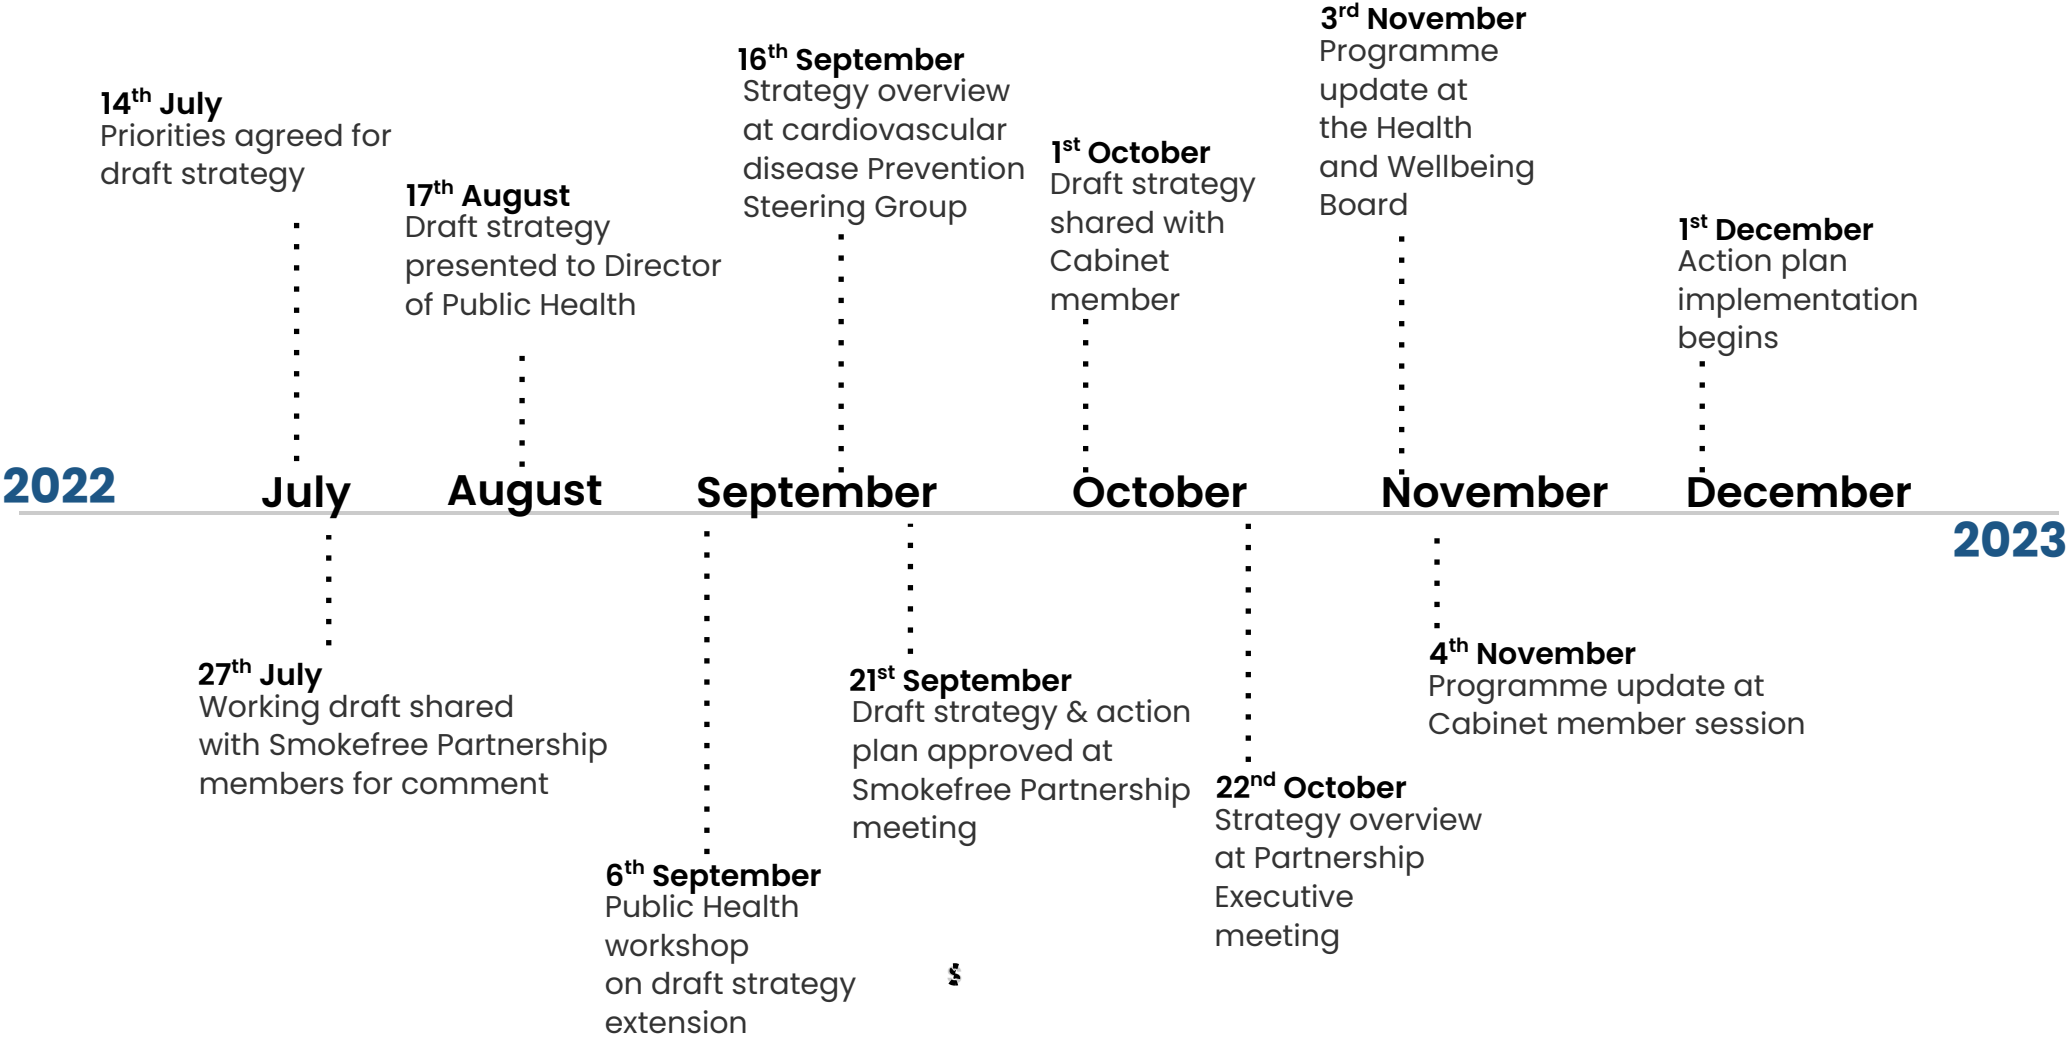 14th July
Priorities agreed for
draft strategy
17th August
Draft strategy
presented to Director
of Public Health
16th September
Strategy overview
at cardiovascular
disease Prevention
Steering Group
1st October
Draft strategy
shared with
Cabinet
member
3rd November
Programme
update at
the Health
and Wellbeing
Board
1st December
Action plan
implementation
begins
2022
July
August
September
October
November
December
2023
27th July
Working draft shared
with Smokefree Partnership
members for comment
6th September
Public Health
workshop
on draft strategy
extension
21st September
Draft strategy & action
plan approved at
Smokefree Partnership
meeting
22nd October
Strategy overview
at Partnership
Executive
meeting
4th November
Programme update at
Cabinet member session